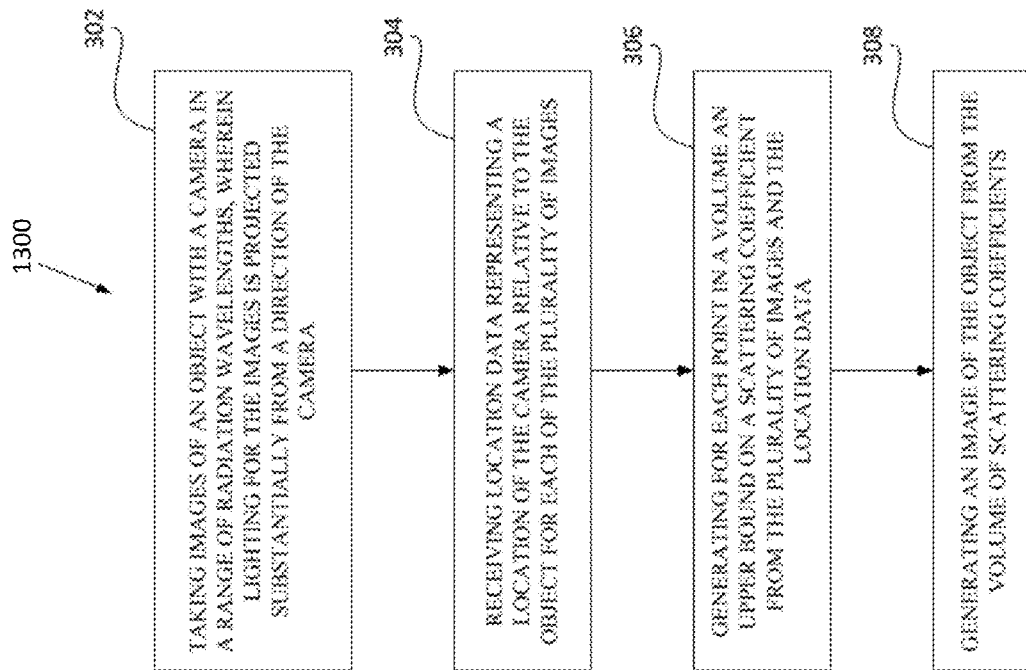 1300
302
TAKING IMAGES OF AN OBJECT WITH A CAMERA IN
A RANGE OF RADIATION WAVELENGTHS, WHEREIN
LIGHTING FOR THE IMAGES IS PROJECTED
SUBSTANTIALLY FROM A DIRECTION OF THE
CAMERA
304
RECEIVING LOCATION DATA REPRESENTING A
LOCATION OF THE CAMERA RELATIVE TO THE
OBJECT FOR EACH OF THE PLURALITY OF IMAGES
306
GENERATING FOR EACH POINT IN A VOLUME AN
UPPER BOUND ON A SCATTERING COEFFICIENT
FROM THE PLURALITY OF IMAGES AND THE
LOCATION DATA
308
GENERATING AN IMAGE OF THE OBJECT FROM THE
VOLUME OF SCATTERING COEFFICIENTS